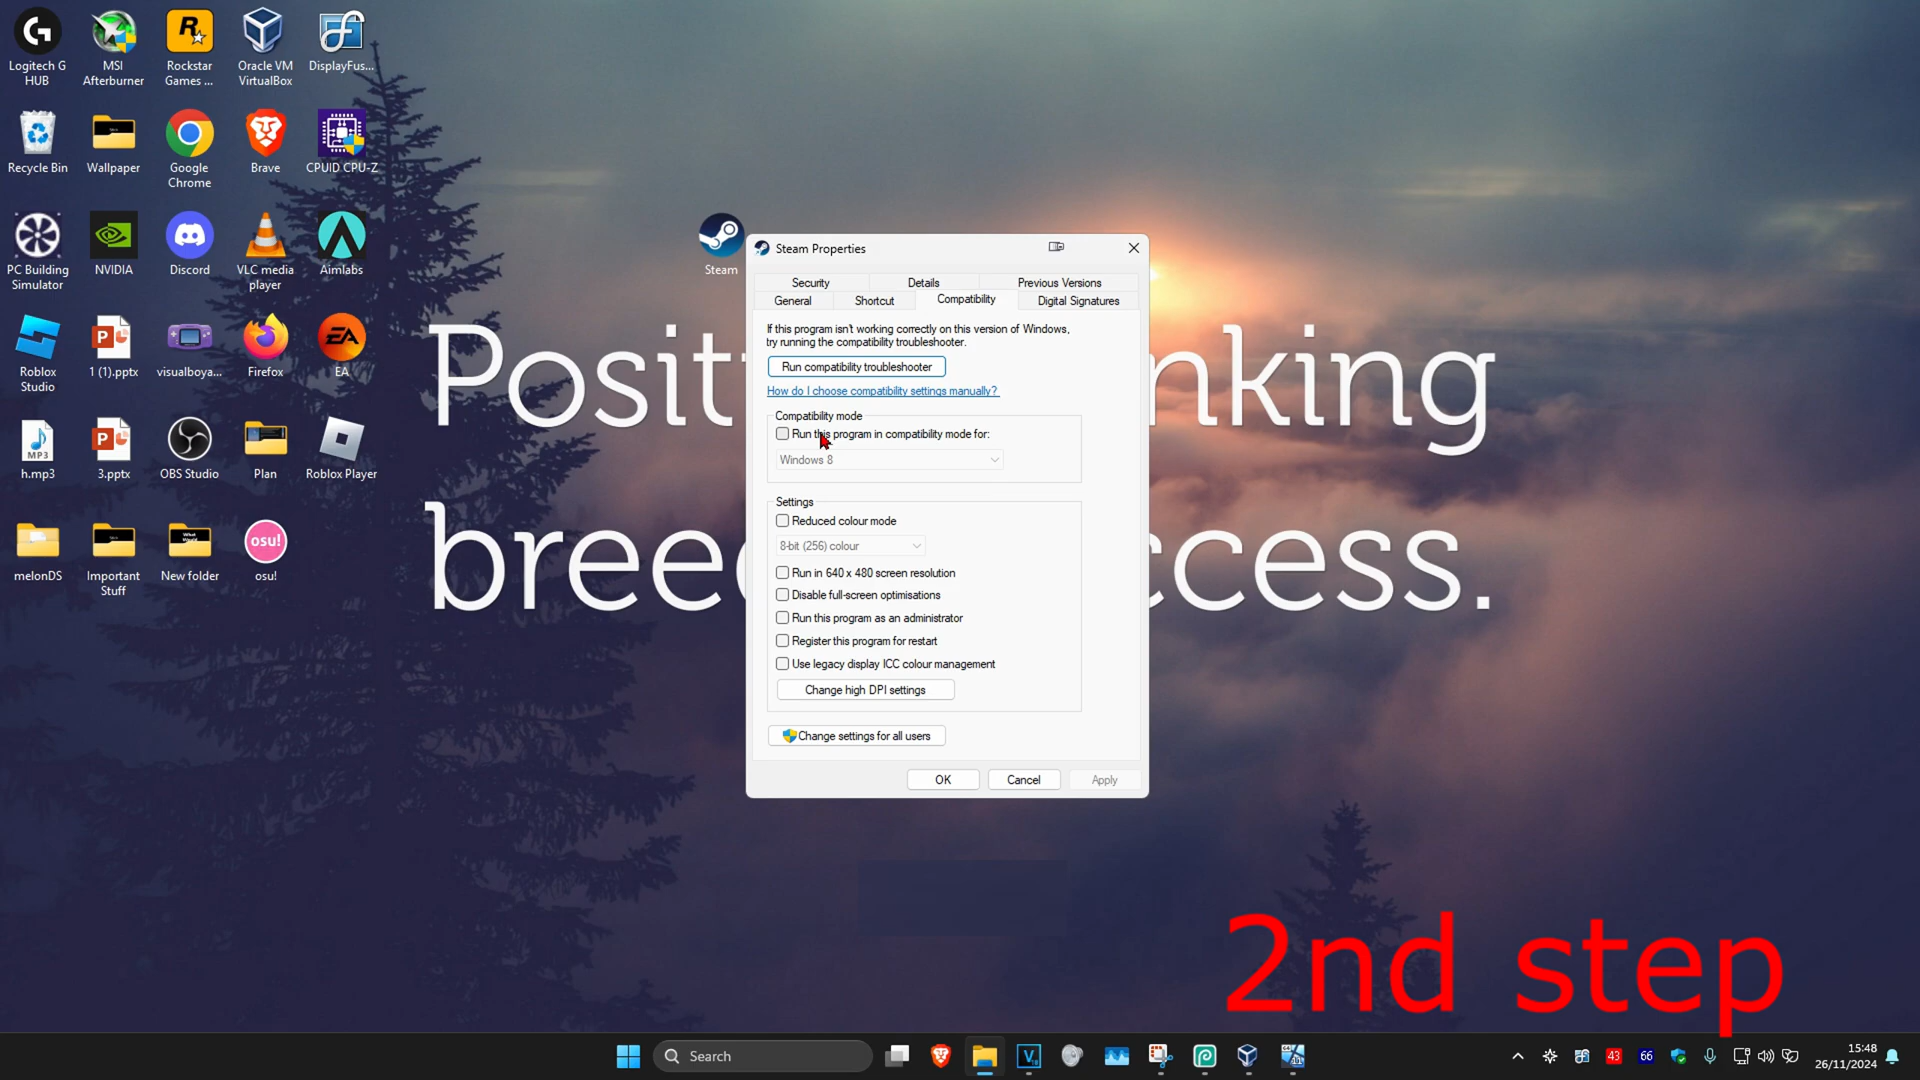 Logitech G
HUB
MSI
Afterburner
Rockstar
Games ...
Oracle VM
VirtualBox
DisplayFus...
Recycle Bin
Wallpaper
Google
Chrome
Brave
CPUID CPU-Z
PC Building
Simulator
NVIDIA
Discord
VLC media
player
Aimlabs
Roblox
Studio
1 (1).pptx
visualboya...
Firefox
EA
EA
MP3
h.mp3
3.pptx
OBS Studio
Plan
Roblox Player
melonDS
Important
Stuff
New folder
osu!
osu!
Steam
Posit nking
bree ccess.
Steam Properties
Security
Details
Previous Versions
General
Shortcut
Compatibility
Digital Signatures
If this program isn't working correctly on this version of Windows,
try running the compatibility troubleshooter.
Run compatibility troubleshooter
How do I choose compatibility settings manually?
Compatibility mode
Run this program in compatibility mode for:
Windows 8
Settings
Reduced colour mode
8-bit (256) colour
Run in 640 x 480 screen resolution
Disable full-screen optimisations
Run this program as an administrator
Register this program for restart
Use legacy display ICC colour management
Change high DPI settings
Change settings for all users
OK
Cancel
Apply
2nd step
Search
43
66
15:48
26/11/2024